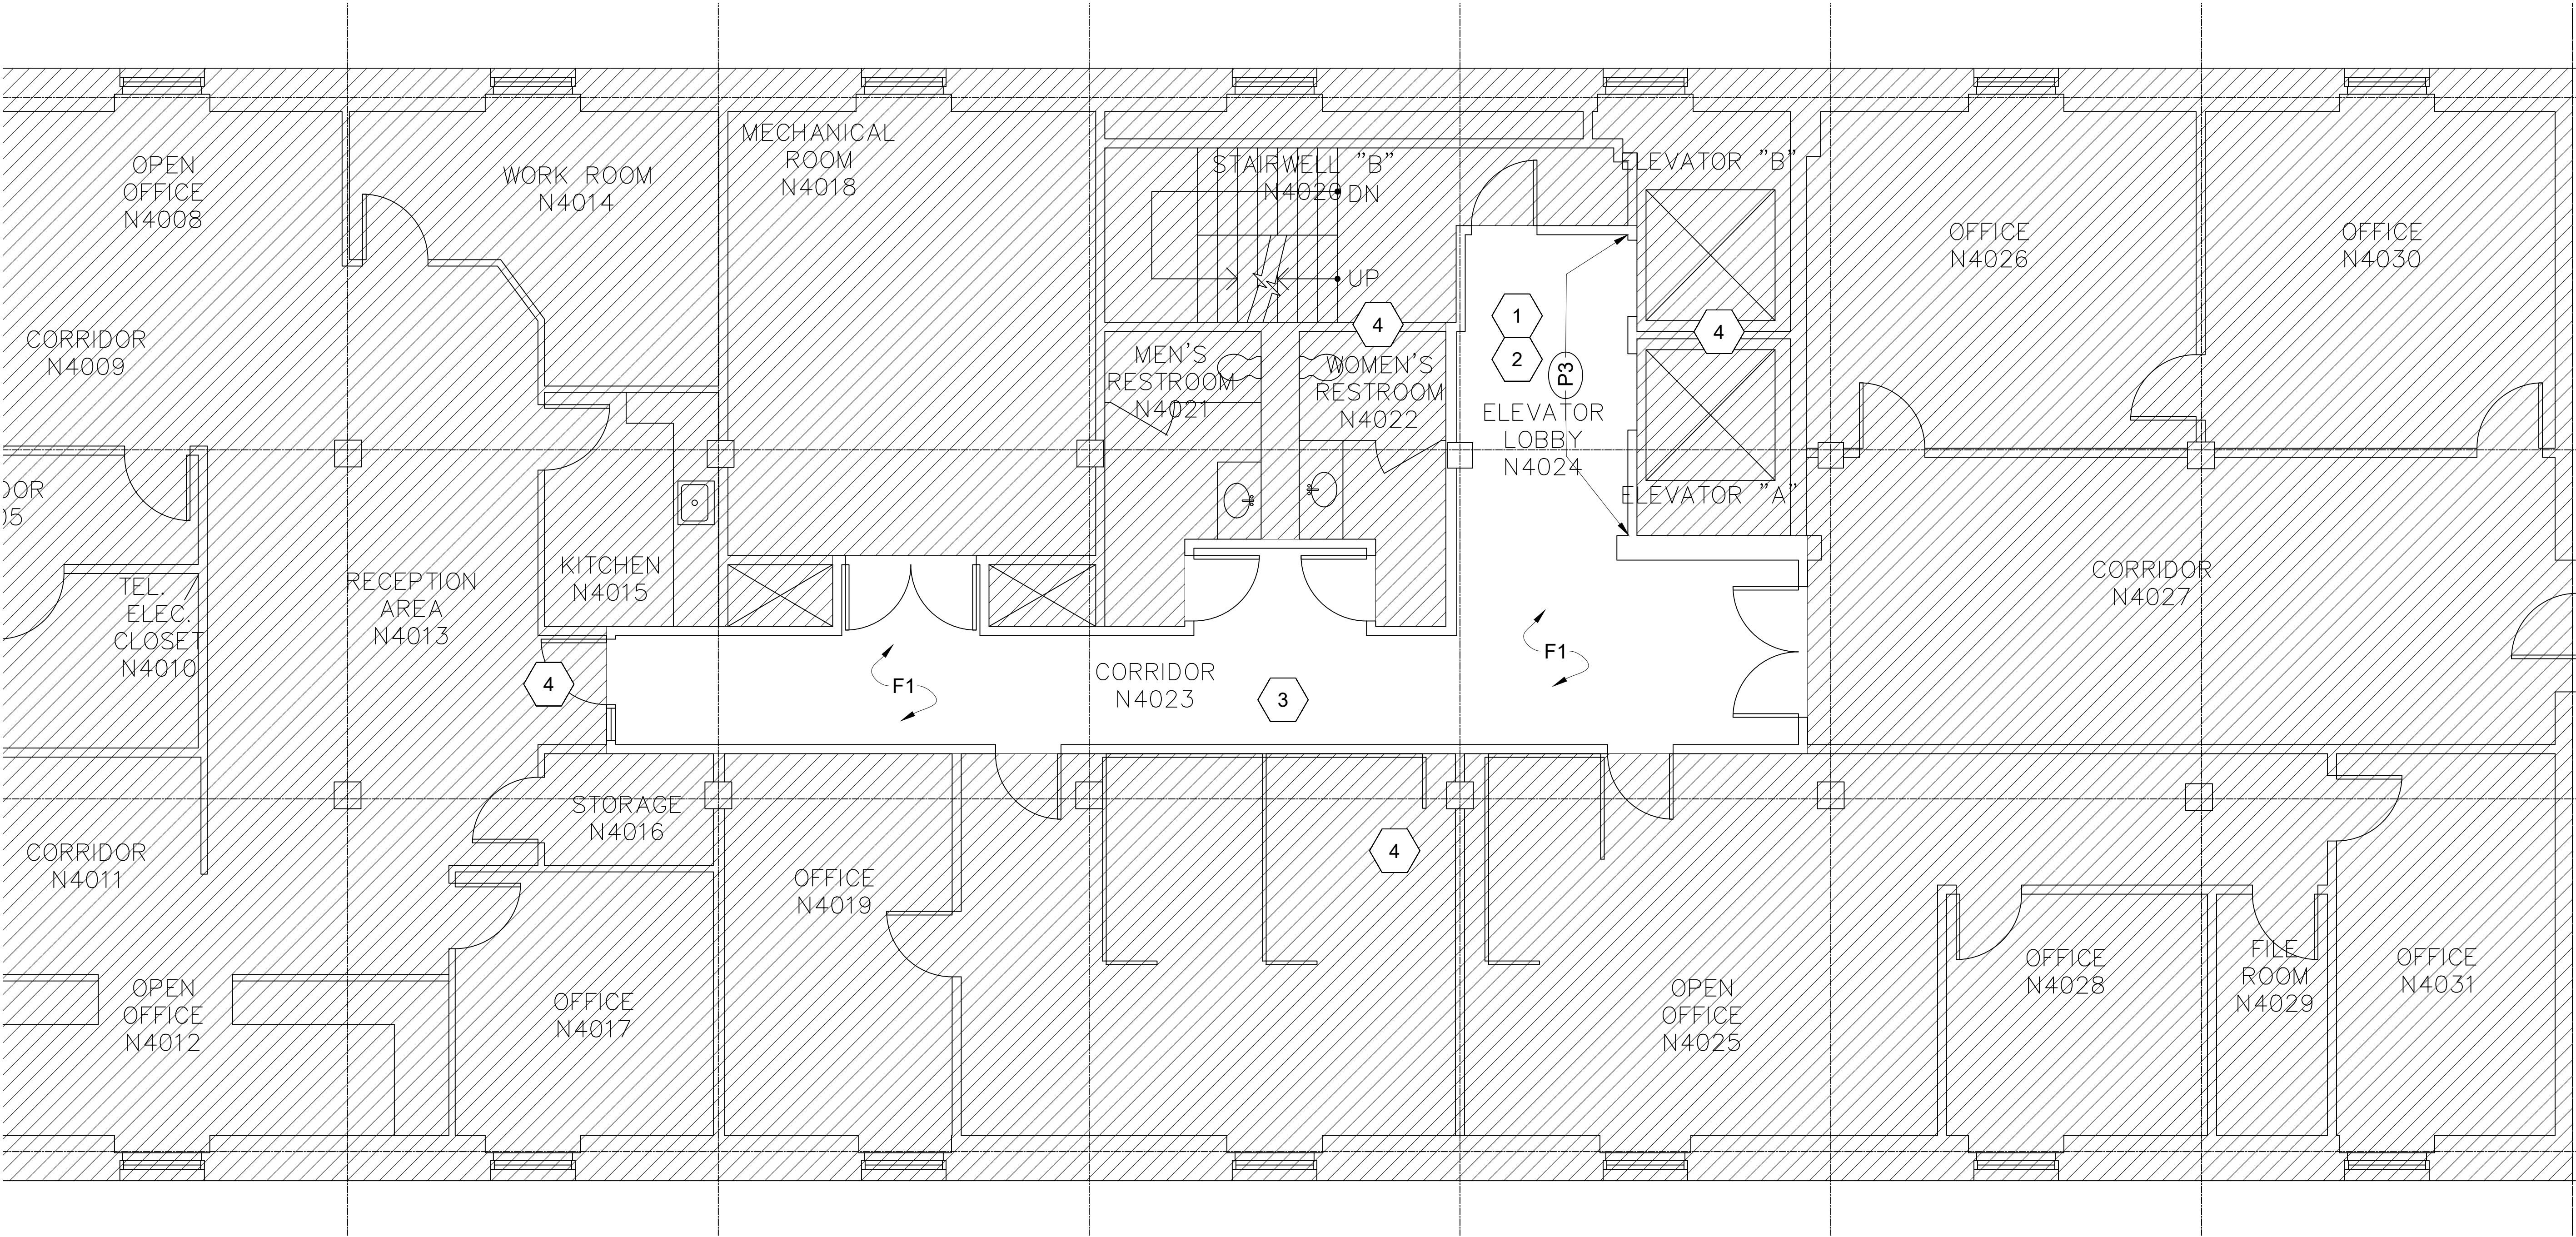 OPEN
OFFICE
N4008
WORK ROOM
N4014
MECHANICAL
ROOM
N4018
STAIRWELL "B"
N4020
DN
UP
ELEVATOR "B"
OFFICE
N4026
OFFICE
N4030
CORRIDOR
N4009
4
1
2
4
MEN'S
RESTROOM
N4021
WOMEN'S
RESTROOM
N4022
P3
ELEVATOR
LOBBY
N4024
ELEVATOR "A"
TEL. /
ELEC.
CLOSET
N4010
RECEPTION
AREA
N4013
KITCHEN
N4015
CORRIDOR
N4027
4
F1
CORRIDOR
N4023
3
F1
STORAGE
N4016
CORRIDOR
N4011
OFFICE
N4019
4
OPEN
OFFICE
N4012
OFFICE
N4017
OPEN
OFFICE
N4025
OFFICE
N4028
FILE
ROOM
N4029
OFFICE
N4031